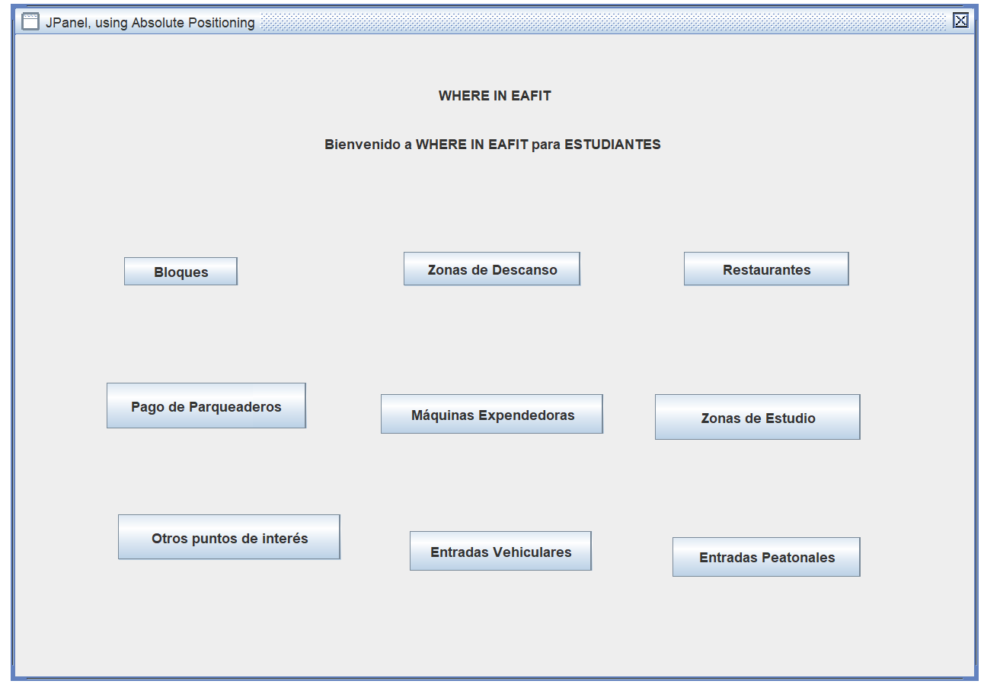 JPanel, using Absolute Positioning
WHERE IN EAFIT
Bienvenido a WHERE IN EAFIT para ESTUDIANTES
Bloques
Zonas de Descanso
Restaurantes
Pago de Parqueaderos
Máquinas Expendedoras
Zonas de Estudio
Otros puntos de interés
Entradas Vehiculares
Entradas Peatonales